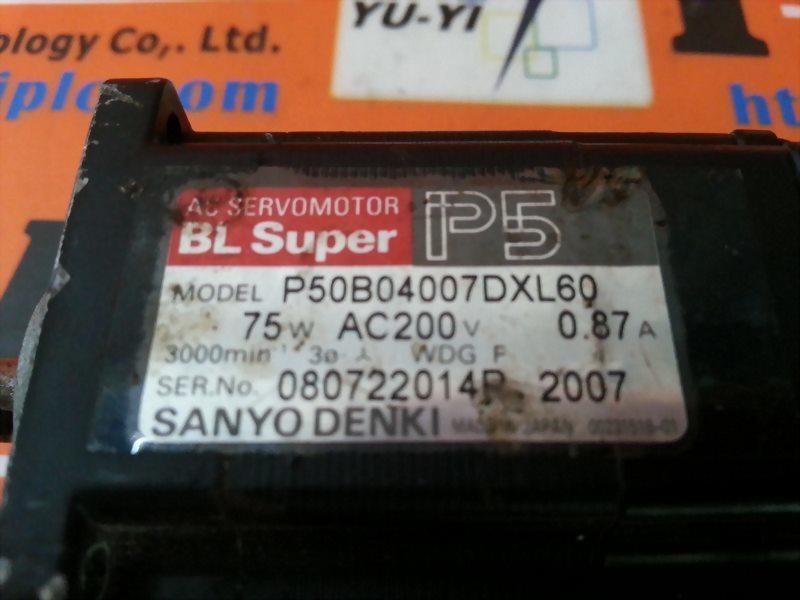 YU-YI
ology Co,. Ltd.
iplc.com
ht
AC SERVOMOTOR
BL Super P5
MODEL P50B04007DXL60
75W AC200V 0.87A
3000min⁻¹ 3ø 人 WDG F
SER.No. 080722014R 2007
SANYO DENKI MADE IN JAPAN